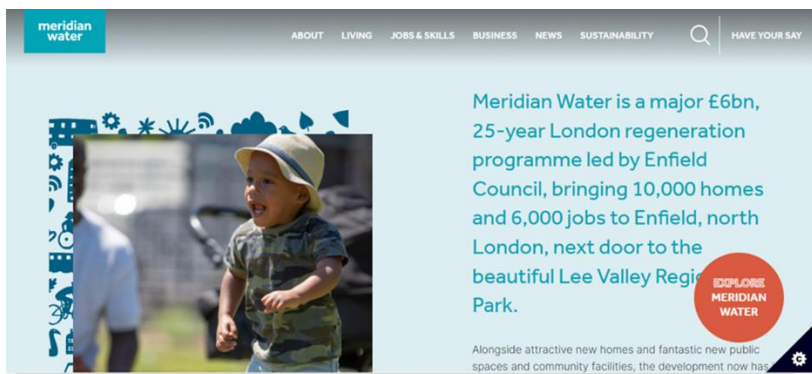 meridian
water
ABOUT LIVING JOBS & SKILLS BUSINESS NEWS SUSTAINABILITY HAVE YOUR SAY
Meridian Water is a major £6bn,
25-year London regeneration
programme led by Enfield
Council, bringing 10,000 homes
and 6,000 jobs to Enfield, north
London, next door to the
beautiful Lee Valley
Park.
EXPLORE
MERIDIAN
WATER
Alongside attractive new homes and fantastic new public
spaces and community facilities, the development now has